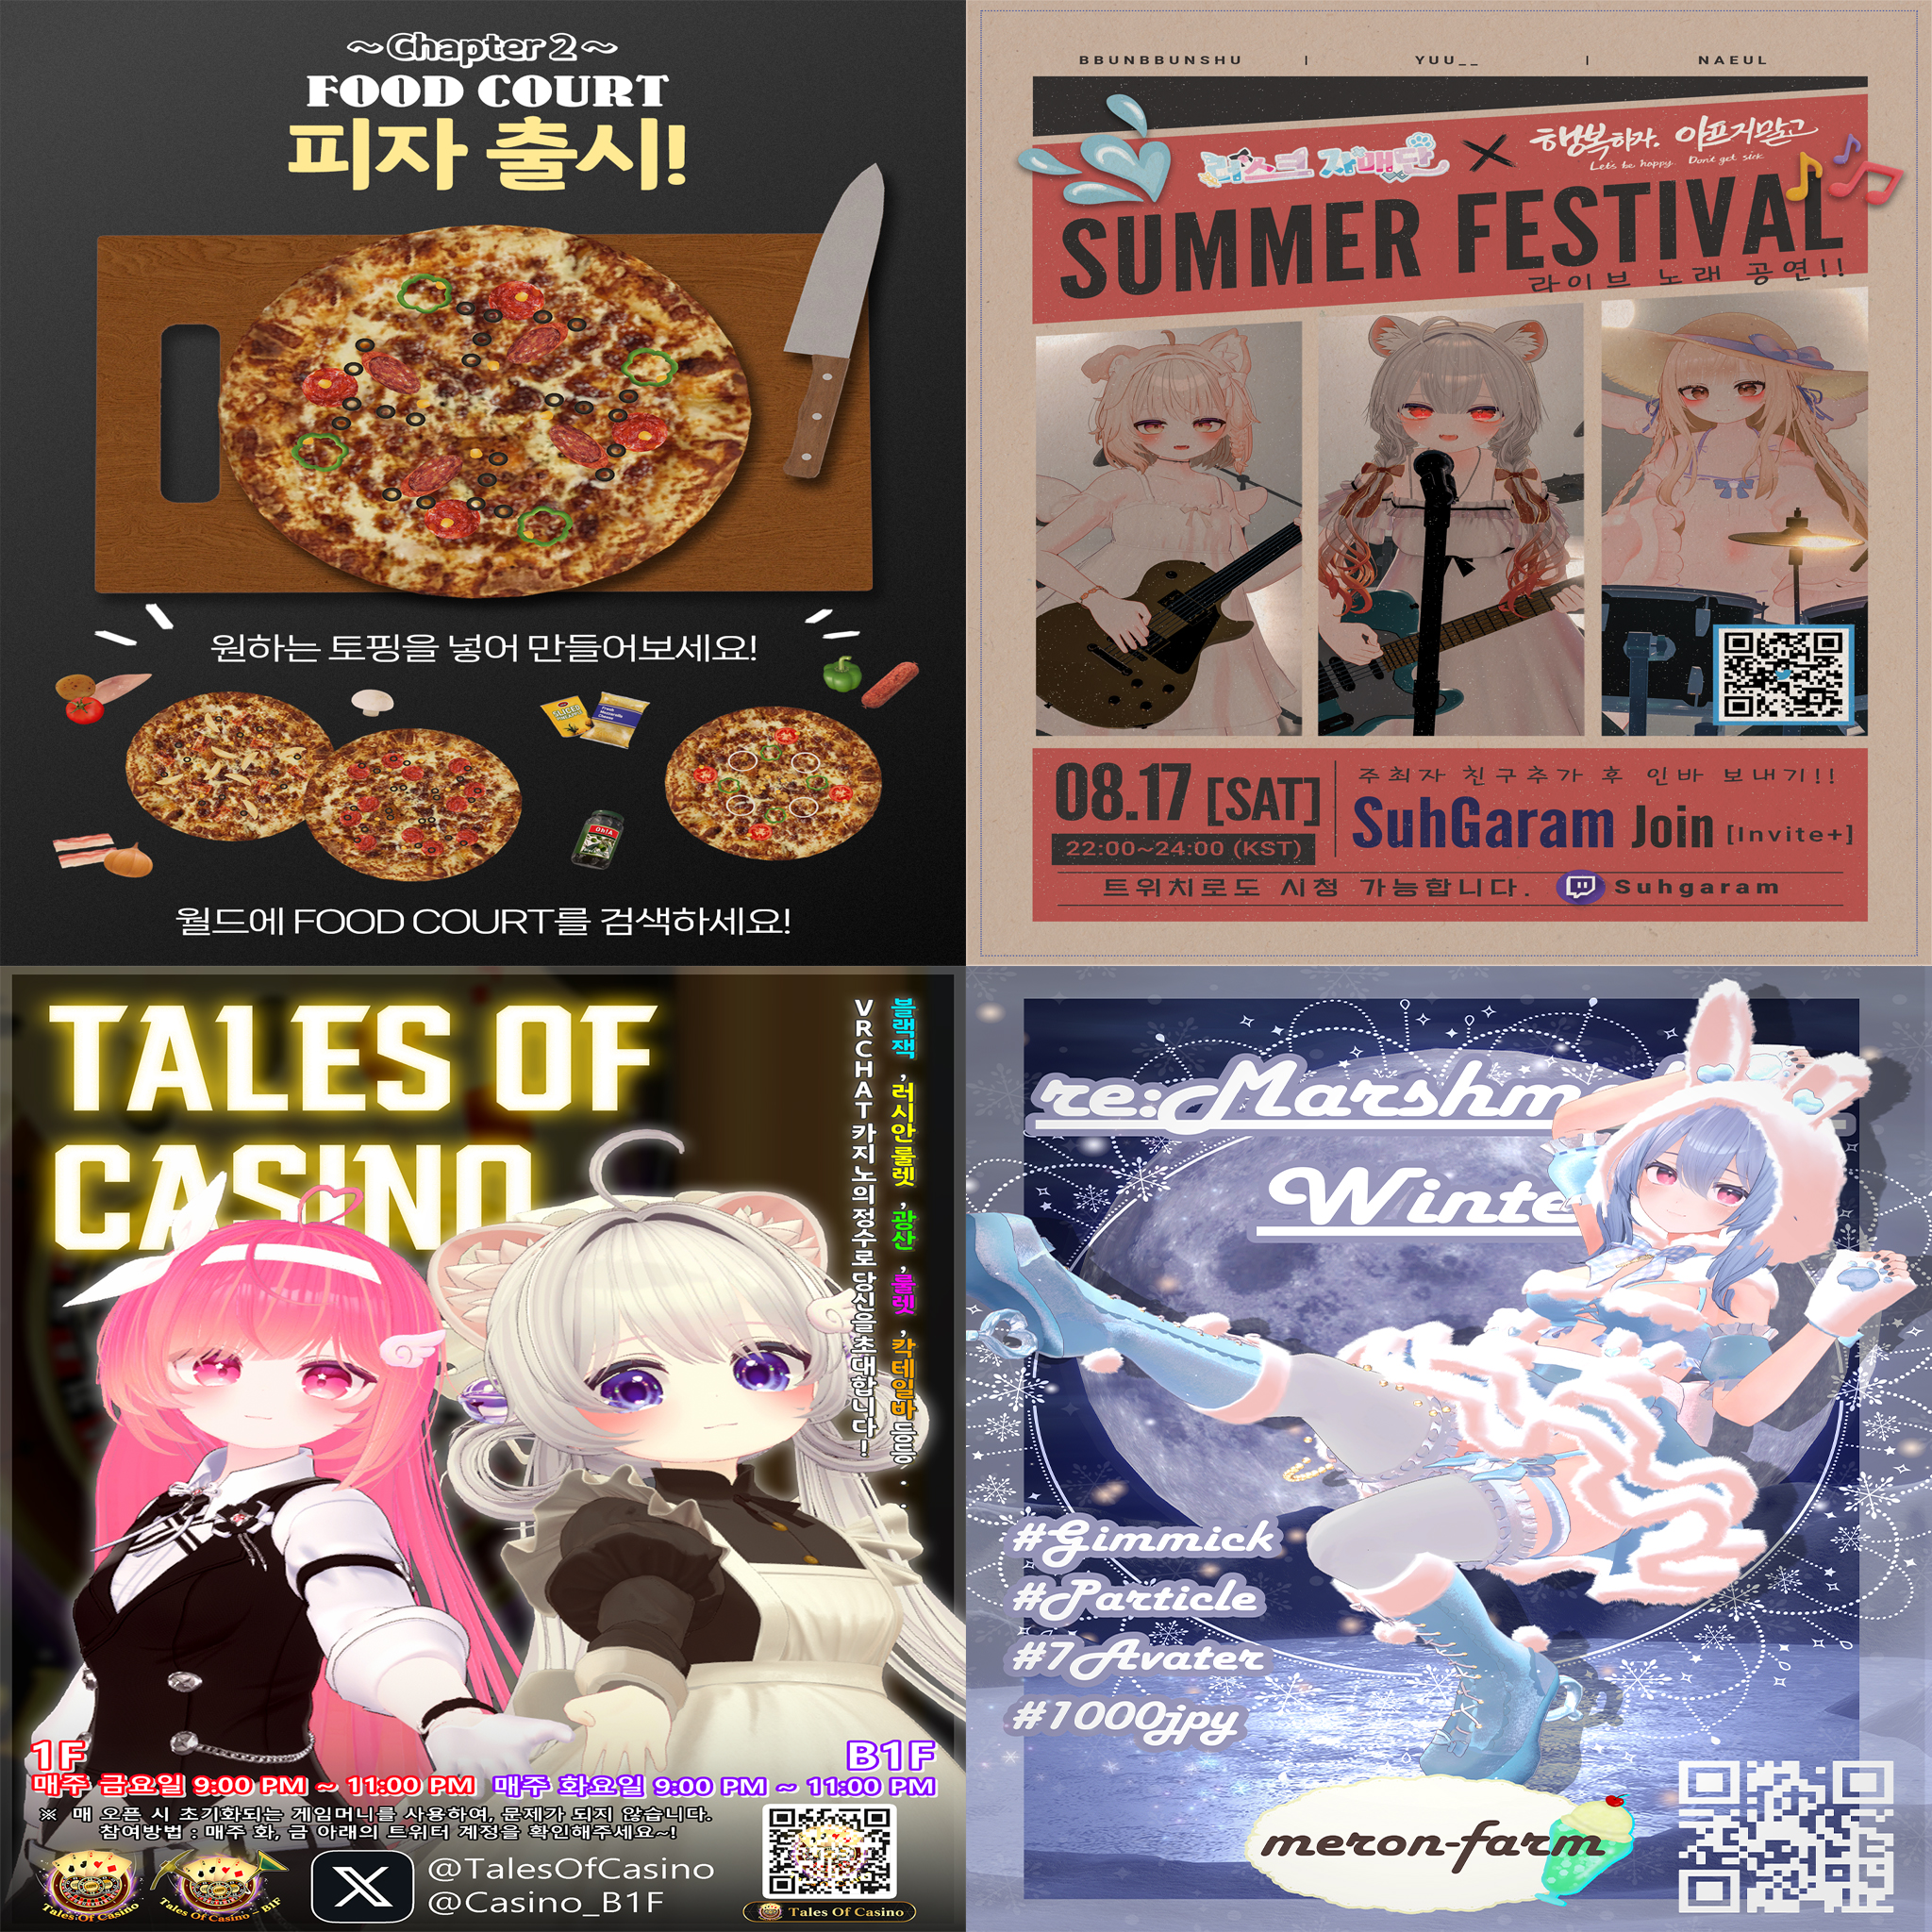 ~Chapter 2~
FOOD COURT
피자 출시!
원하는 토핑을 넣어 만들어보세요!
월드에 FOOD COURT를 검색하세요!
BBUNBBUNSHU | YUU__ | NAEUL
자매단 × 행복하자. 아프지말고
Let's be happy. Don't get sick.
SUMMER FESTIVAL
라이브 노래 공연!!
08.17 [SAT]
22:00~24:00 (KST)
주최자 친구추가 후 인바 보내기!!
SuhGaram Join [Invite+]
트위치로도 시청 가능합니다. Suhgaram
TALES OF
CASINO
블랙잭 , 러시안룰렛 , 광산 , 룰렛 , 칵테일바 등등 . .
VRCHAT 카지노의 정수로 당신을 초대합니다!
1F
매주 금요일 9:00 PM ~ 11:00 PM
B1F
매주 화요일 9:00 PM ~ 11:00 PM
※ 매 오픈 시 초기화되는 게임머니를 사용하여, 문제가 되지 않습니다.
참여방법 : 매주 화, 금 아래의 트위터 계정을 확인해주세요~!
Tales Of Casino
Tales Of Casino - B1F
X
@TalesOfCasino
@Casino_B1F
Tales Of Casino
re:Marshm
Winte
#Gimmick
#Particle
#7Avater
#1000jpy
meron-farm